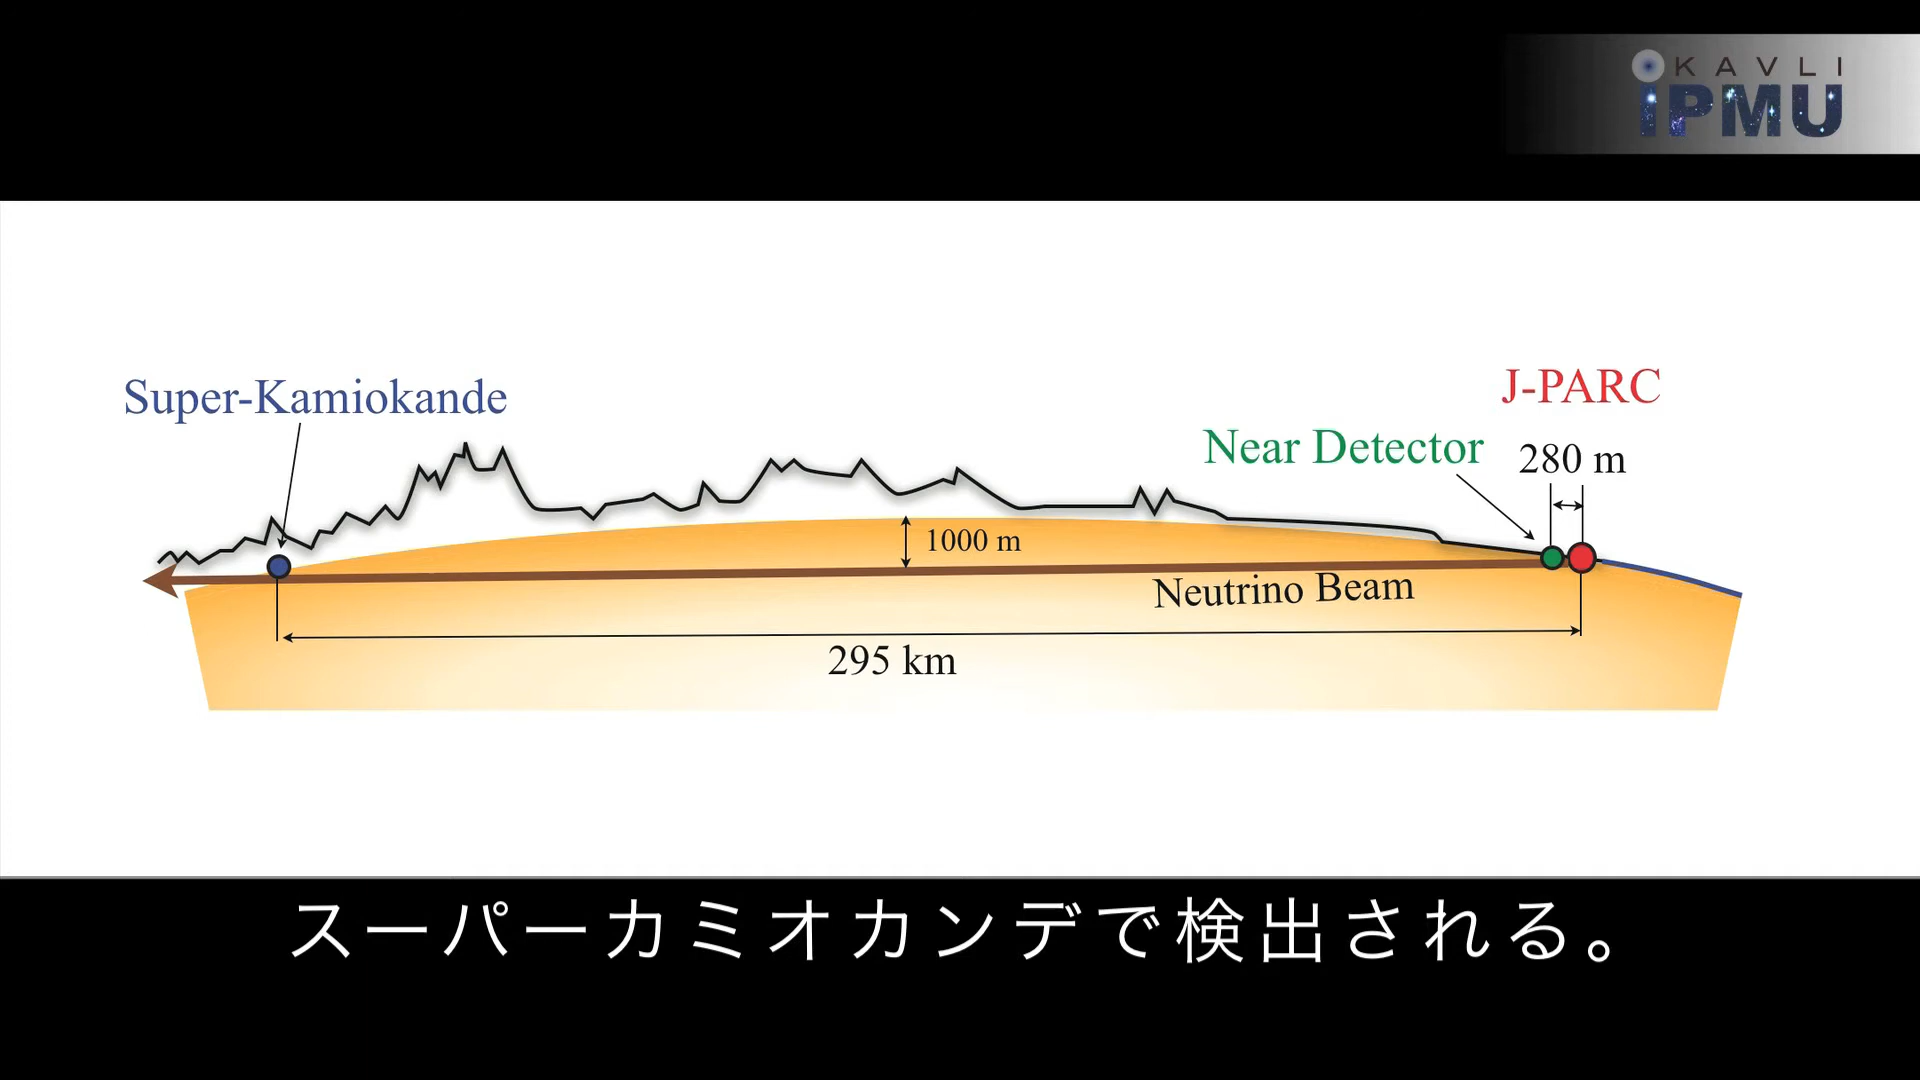 KAVLI
IPMU
Super-Kamiokande
J-PARC
Near Detector
280 m
1000 m
Neutrino Beam
295 km
スーパーカミオカンデで検出される。